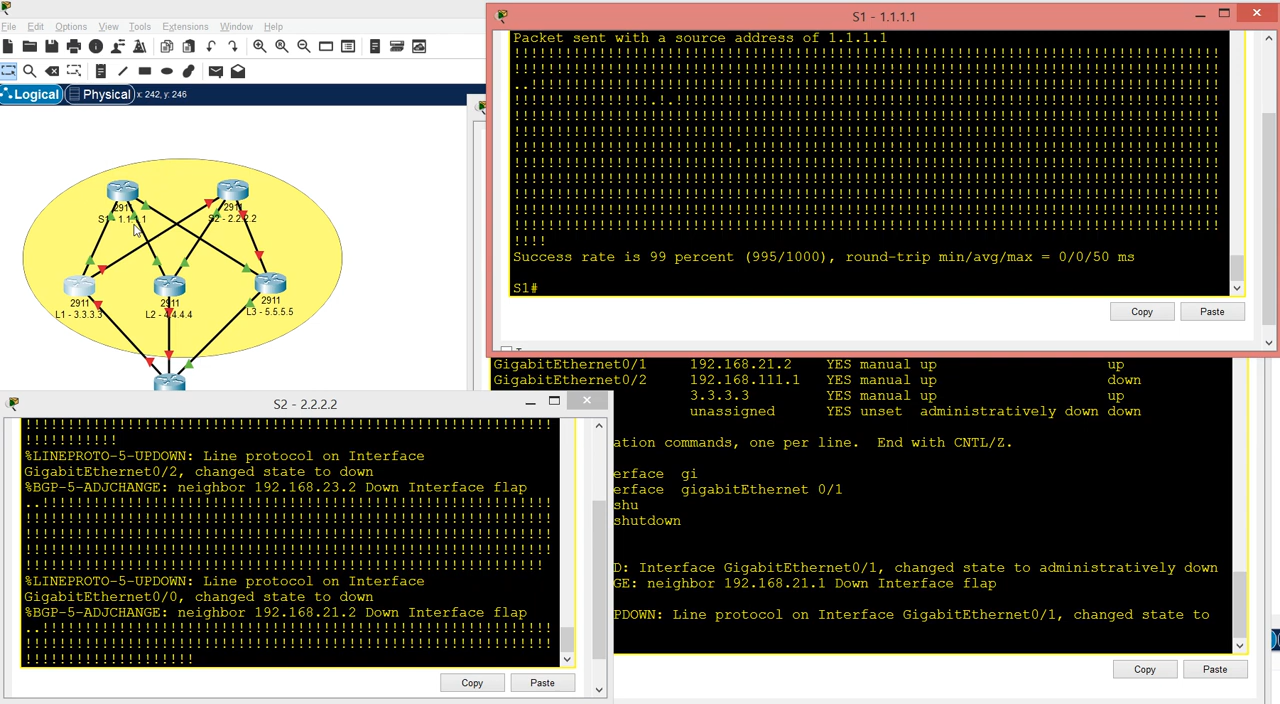 S1 - 1.1.1.1
File Edit Options View Tools Extensions Window Help
Logical Physical x: 242, y: 246
Packet sent with a source address of 1.1.1.1
!!!!!!!!!!!!!!!!!!!!!!!!!!!!!!!!!!!!!!!!!!!!!!!!!!!!!!!!!!!!!!!!!!!!!!
!!!!
Success rate is 99 percent (995/1000), round-trip min/avg/max = 0/0/50 ms
S1#
Copy Paste
2911
S2 - 2.2.2.2
2911
L1 - 3.3.3.3
2911
2911
L3 - 5.5.5.5
GigabitEthernet0/1 192.168.21.2 YES manual up up
GigabitEthernet0/2 192.168.111.1 YES manual up down
3.3.3.3 YES manual up up
unassigned YES unset administratively down down
ation commands, one per line. End with CNTL/Z.
erface gi
erface gigabitEthernet 0/1
shu
shutdown
D: Interface GigabitEthernet0/1, changed state to administratively down
GE: neighbor 192.168.21.1 Down Interface flap
PDOWN: Line protocol on Interface GigabitEthernet0/1, changed state to
Copy Paste
S2 - 2.2.2.2
!!!!!!!!!!!
%LINEPROTO-5-UPDOWN: Line protocol on Interface
GigabitEthernet0/2, changed state to down
%BGP-5-ADJCHANGE: neighbor 192.168.23.2 Down Interface flap
%LINEPROTO-5-UPDOWN: Line protocol on Interface
GigabitEthernet0/0, changed state to down
%BGP-5-ADJCHANGE: neighbor 192.168.21.2 Down Interface flap
Copy Paste